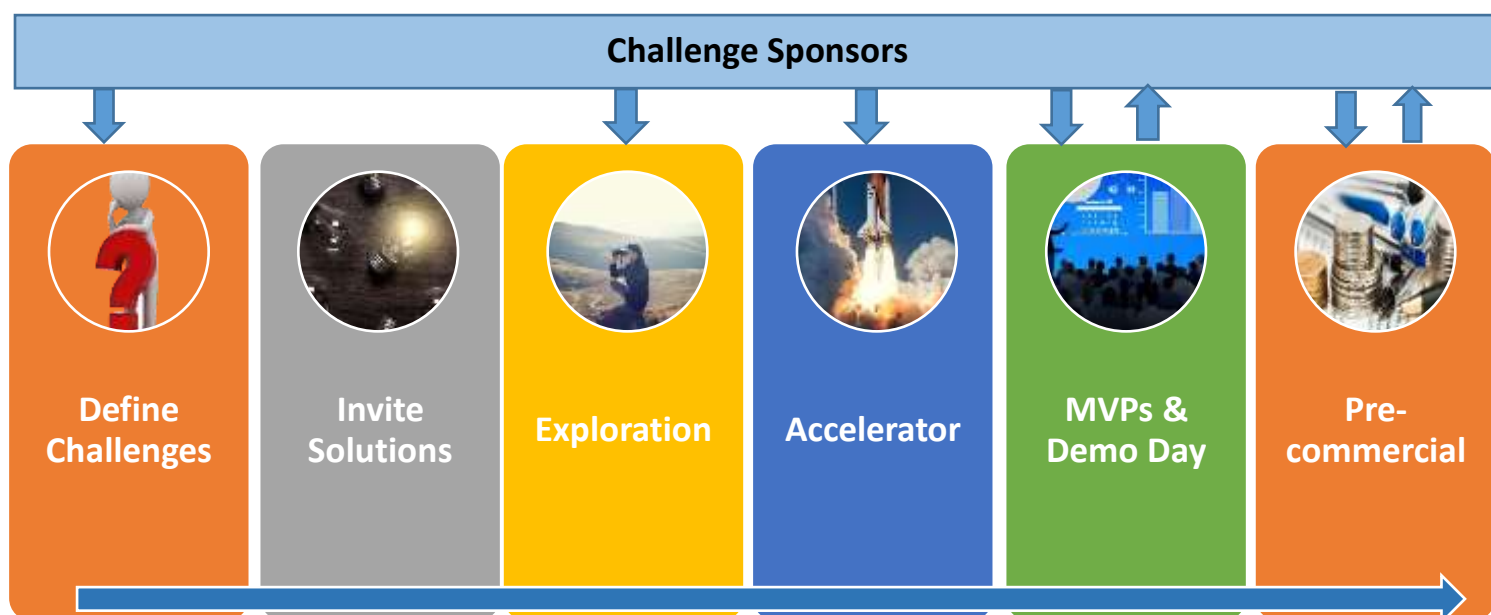 Challenge Sponsors
Define
Challenges
Invite
Solutions
Exploration
Accelerator
MVPs &
Demo Day
Pre-
commercial